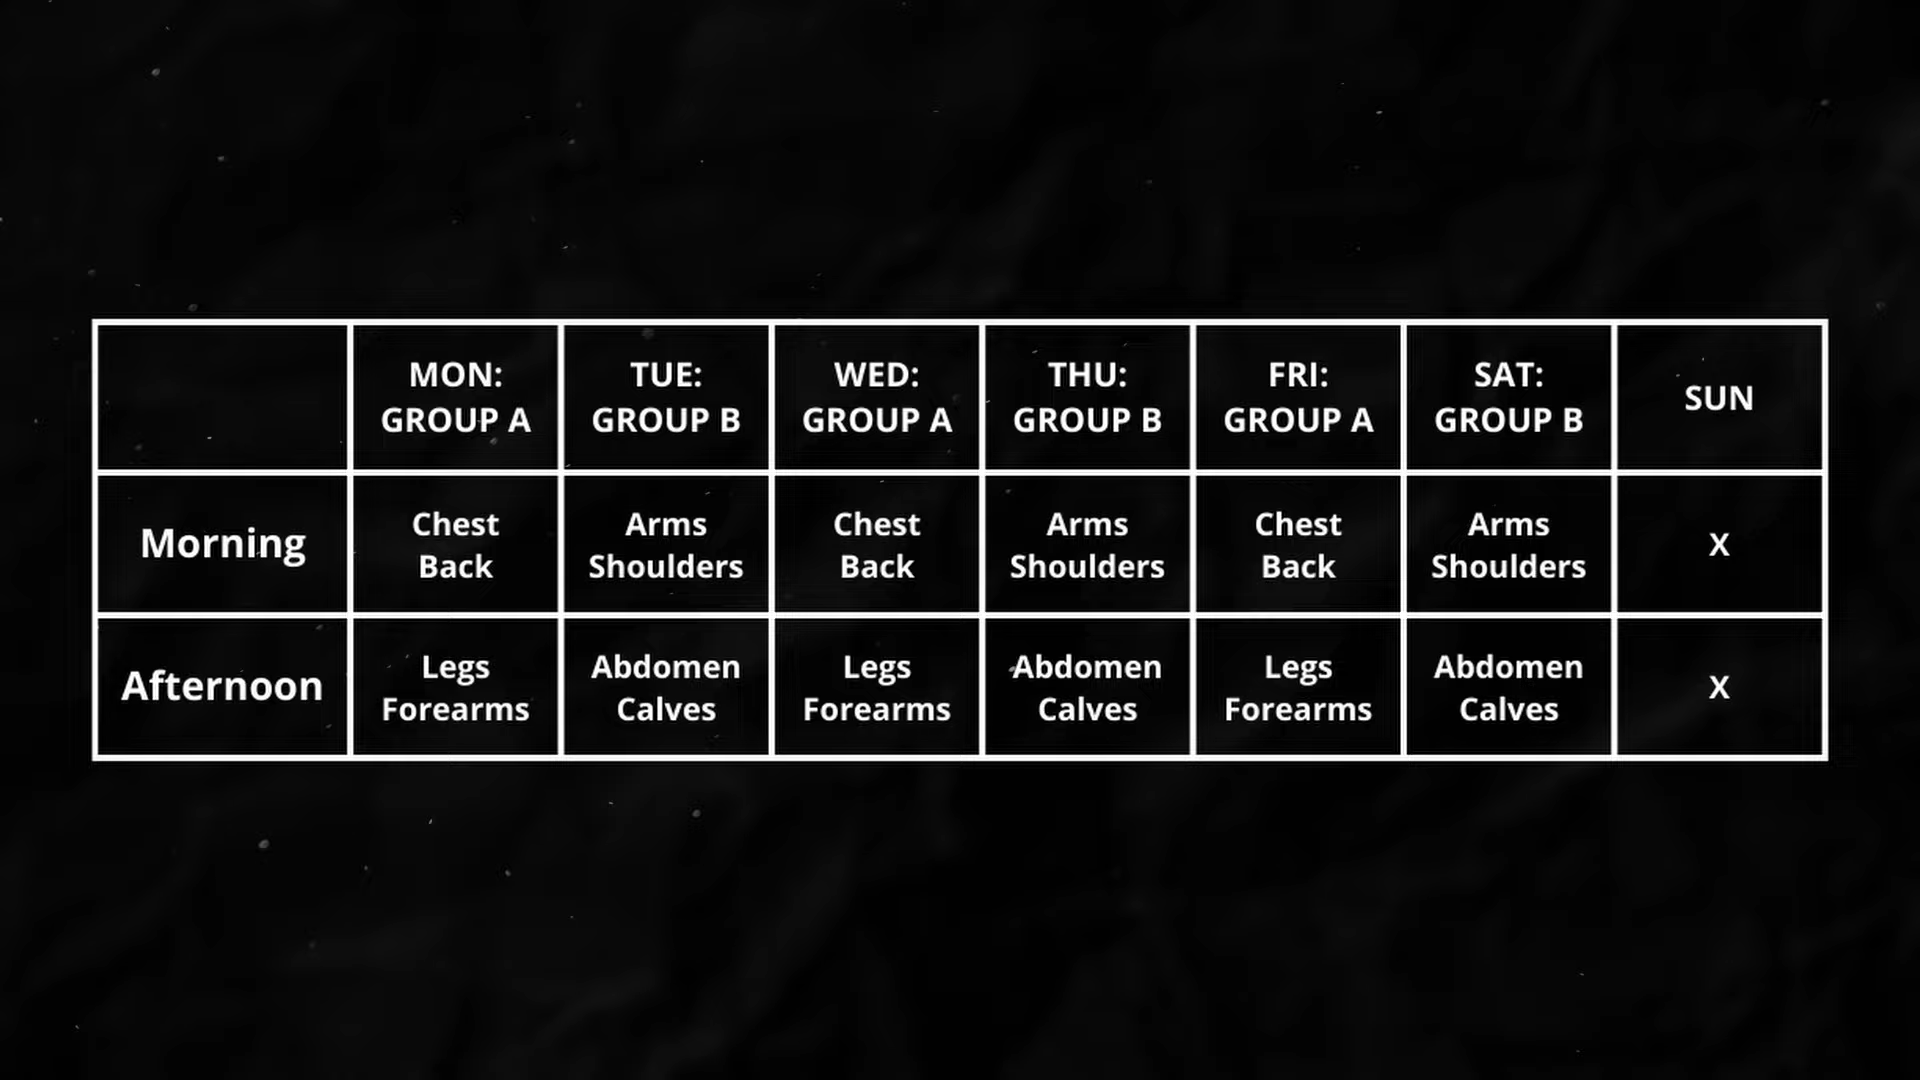 MON:
GROUP A
TUE:
GROUP B
WED:
GROUP A
THU:
GROUP B
FRI:
GROUP A
SAT:
GROUP B
SUN
Morning
Chest
Back
Arms
Shoulders
Chest
Back
Arms
Shoulders
Chest
Back
Arms
Shoulders
X
Afternoon
Legs
Forearms
Abdomen
Calves
Legs
Forearms
Abdomen
Calves
Legs
Forearms
Abdomen
Calves
X